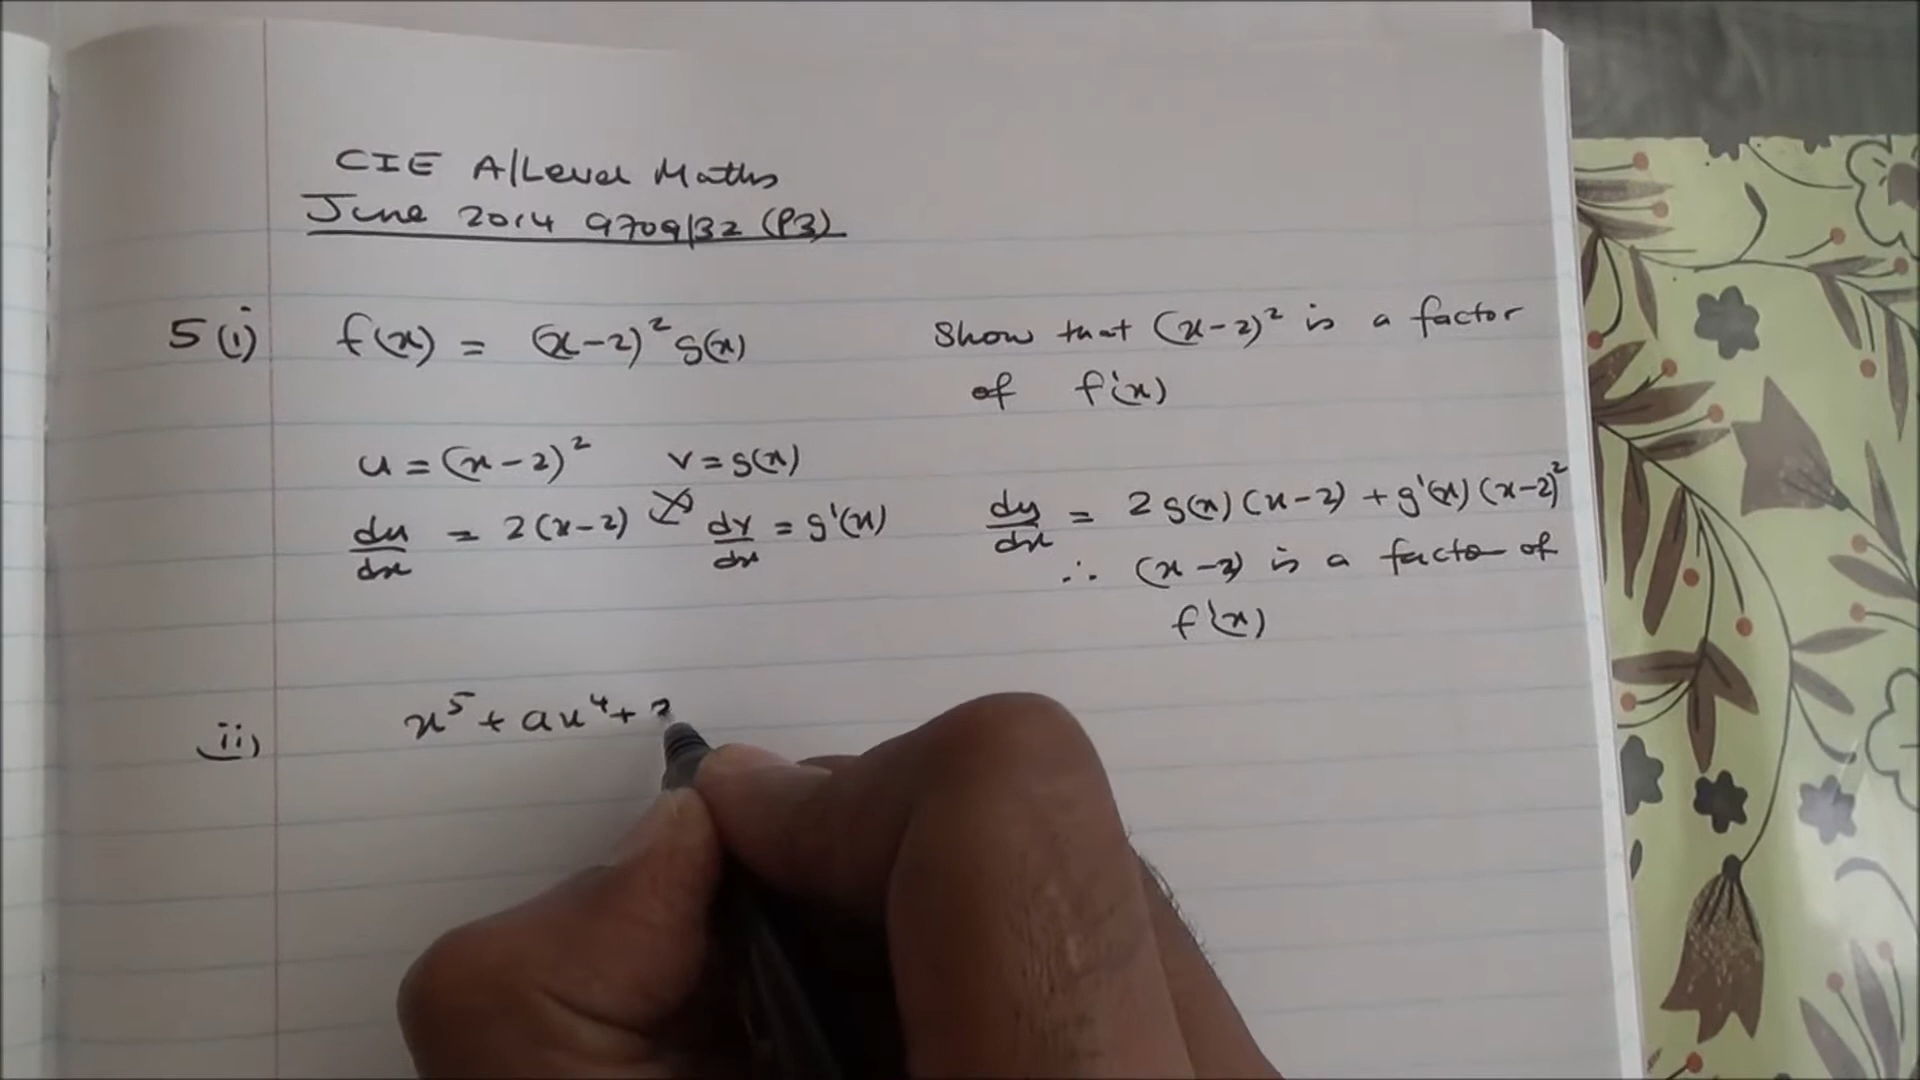 CIE A/Level Maths
June 2014 9709/32 (P3)
5(i) f(x) = (x-2)² g(x)
Show that (x-2)² is a factor
of f'(x)
u = (x-2)² v = g(x)
du/dx = 2(x-2) dv/dx = g'(x)
dy/dx = 2g(x)(x-2) + g'(x)(x-2)²
∴ (x-2) is a factor of
f'(x)
ii) x⁵ + ax⁴ +